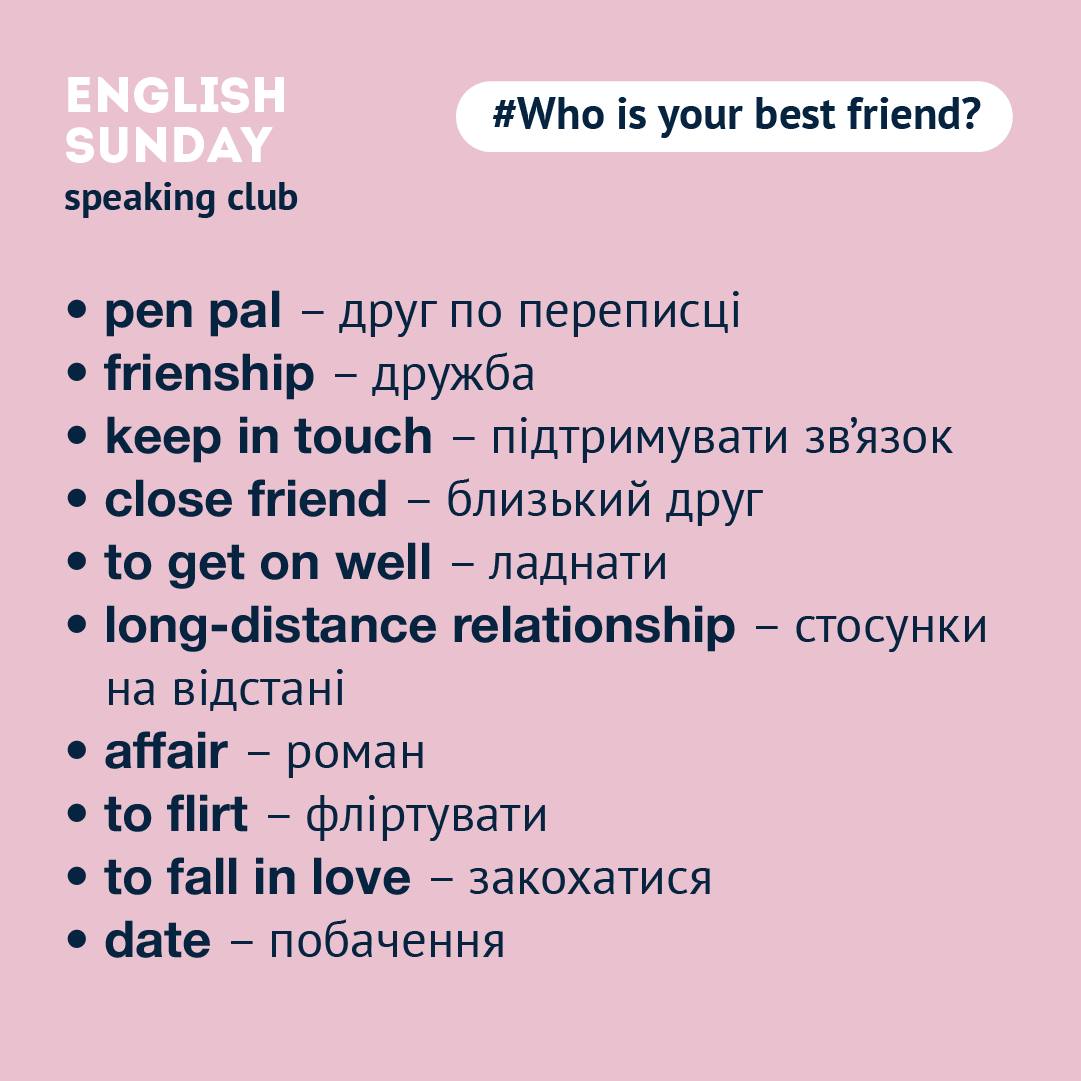 ENGLISH
SUNDAY
speaking club
#Who is your best friend?
• pen pal – друг по переписці
• frienship – дружба
• keep in touch – підтримувати зв’язок
• close friend – близький друг
• to get on well – ладнати
• long-distance relationship – стосунки
на відстані
• affair – роман
• to flirt – фліртувати
• to fall in love – закохатися
• date – побачення